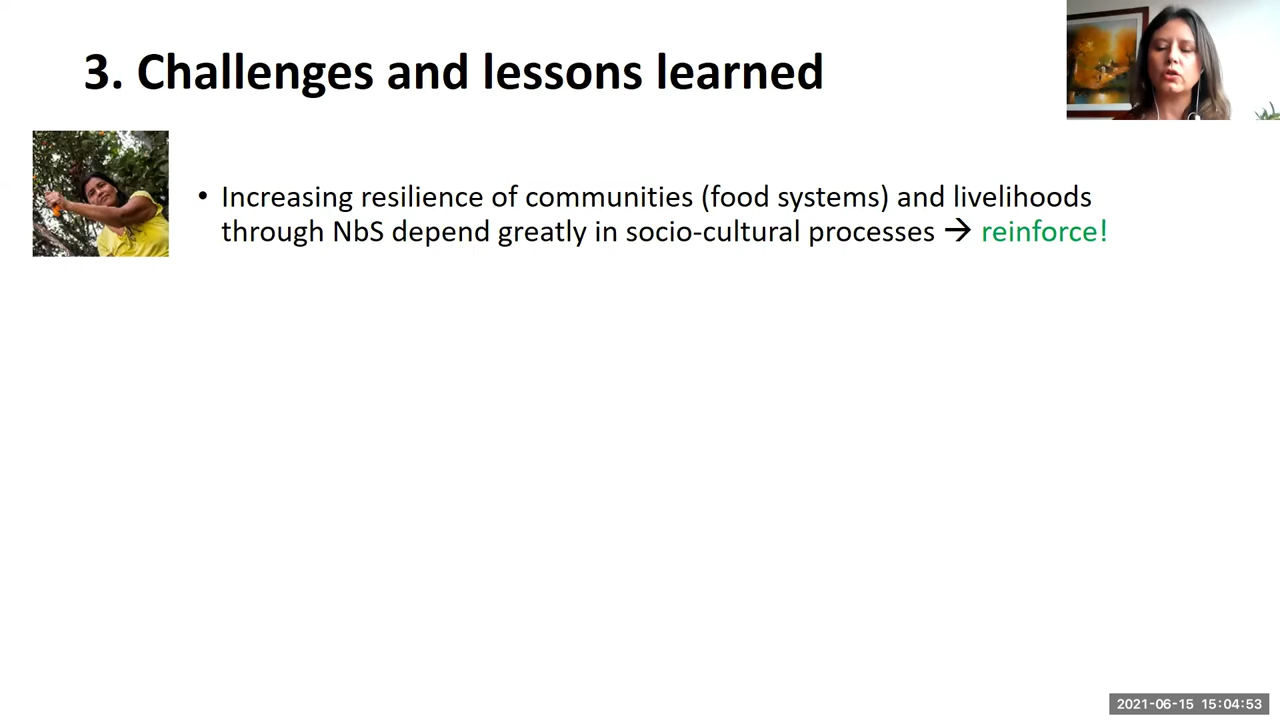 3. Challenges and lessons learned
• Increasing resilience of communities (food systems) and livelihoods
through NbS depend greatly in socio-cultural processes → reinforce!
2021-06-15 15:04:53